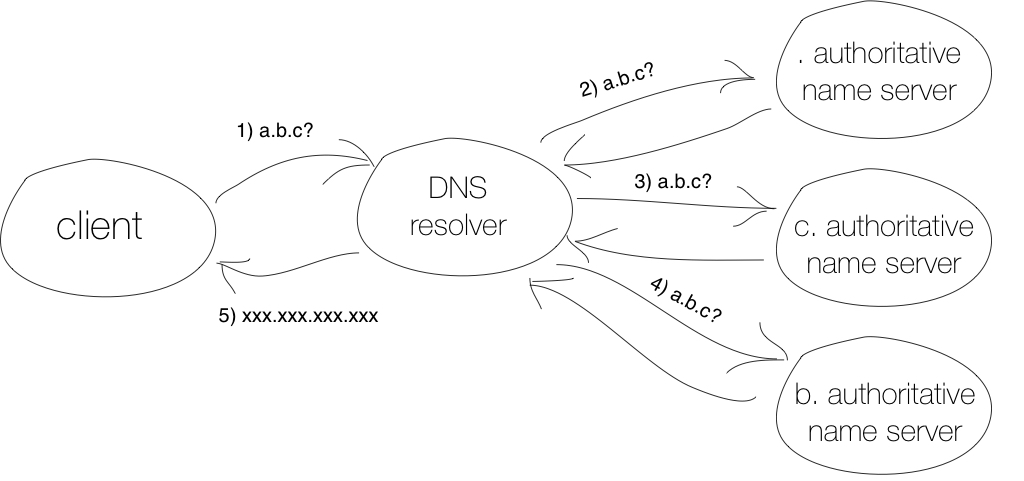 client
1) a.b.c?
DNS
resolver
2) a.b.c?
. authoritative
name server
3) a.b.c?
c. authoritative
name server
4) a.b.c?
b. authoritative
name server
5) xxx.xxx.xxx.xxx